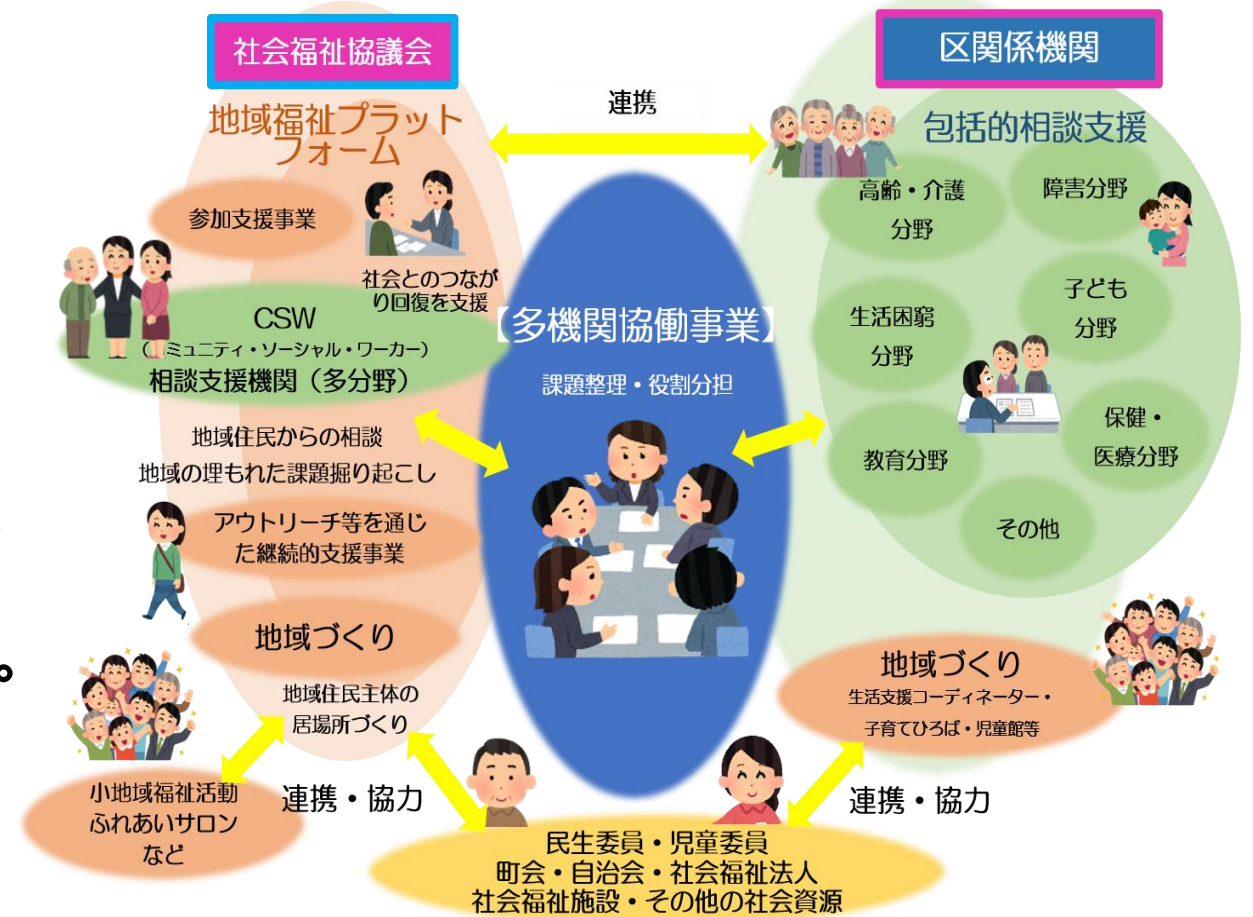 社会福祉協議会
地域福祉プラット
フォーム
参加支援事業
社会とのつなが
り回復を支援
CSW
ミュニティ・ソーシャル・ワーカー）
相談支援機関（多分野）
地域住民からの相談
地域の埋もれた課題掘り起こし
アウトリーチ等を通じ
た継続的支援事業
地域づくり
。
地域住民主体の
居場所づくり
小地域福祉活動
ふれあいサロン
など
連携・協力
連携
【多機関協働事業】
課題整理・役割分担
区関係機関
包括的相談支援
高齢・介護
分野
障害分野
生活困窮
分野
子ども
分野
教育分野
保健・
医療分野
その他
地域づくり
生活支援コーディネーター・
子育てひろば・児童館等
連携・協力
民生委員・児童委員
町会・自治会・社会福祉法人
社会福祉施設・その他の社会資源